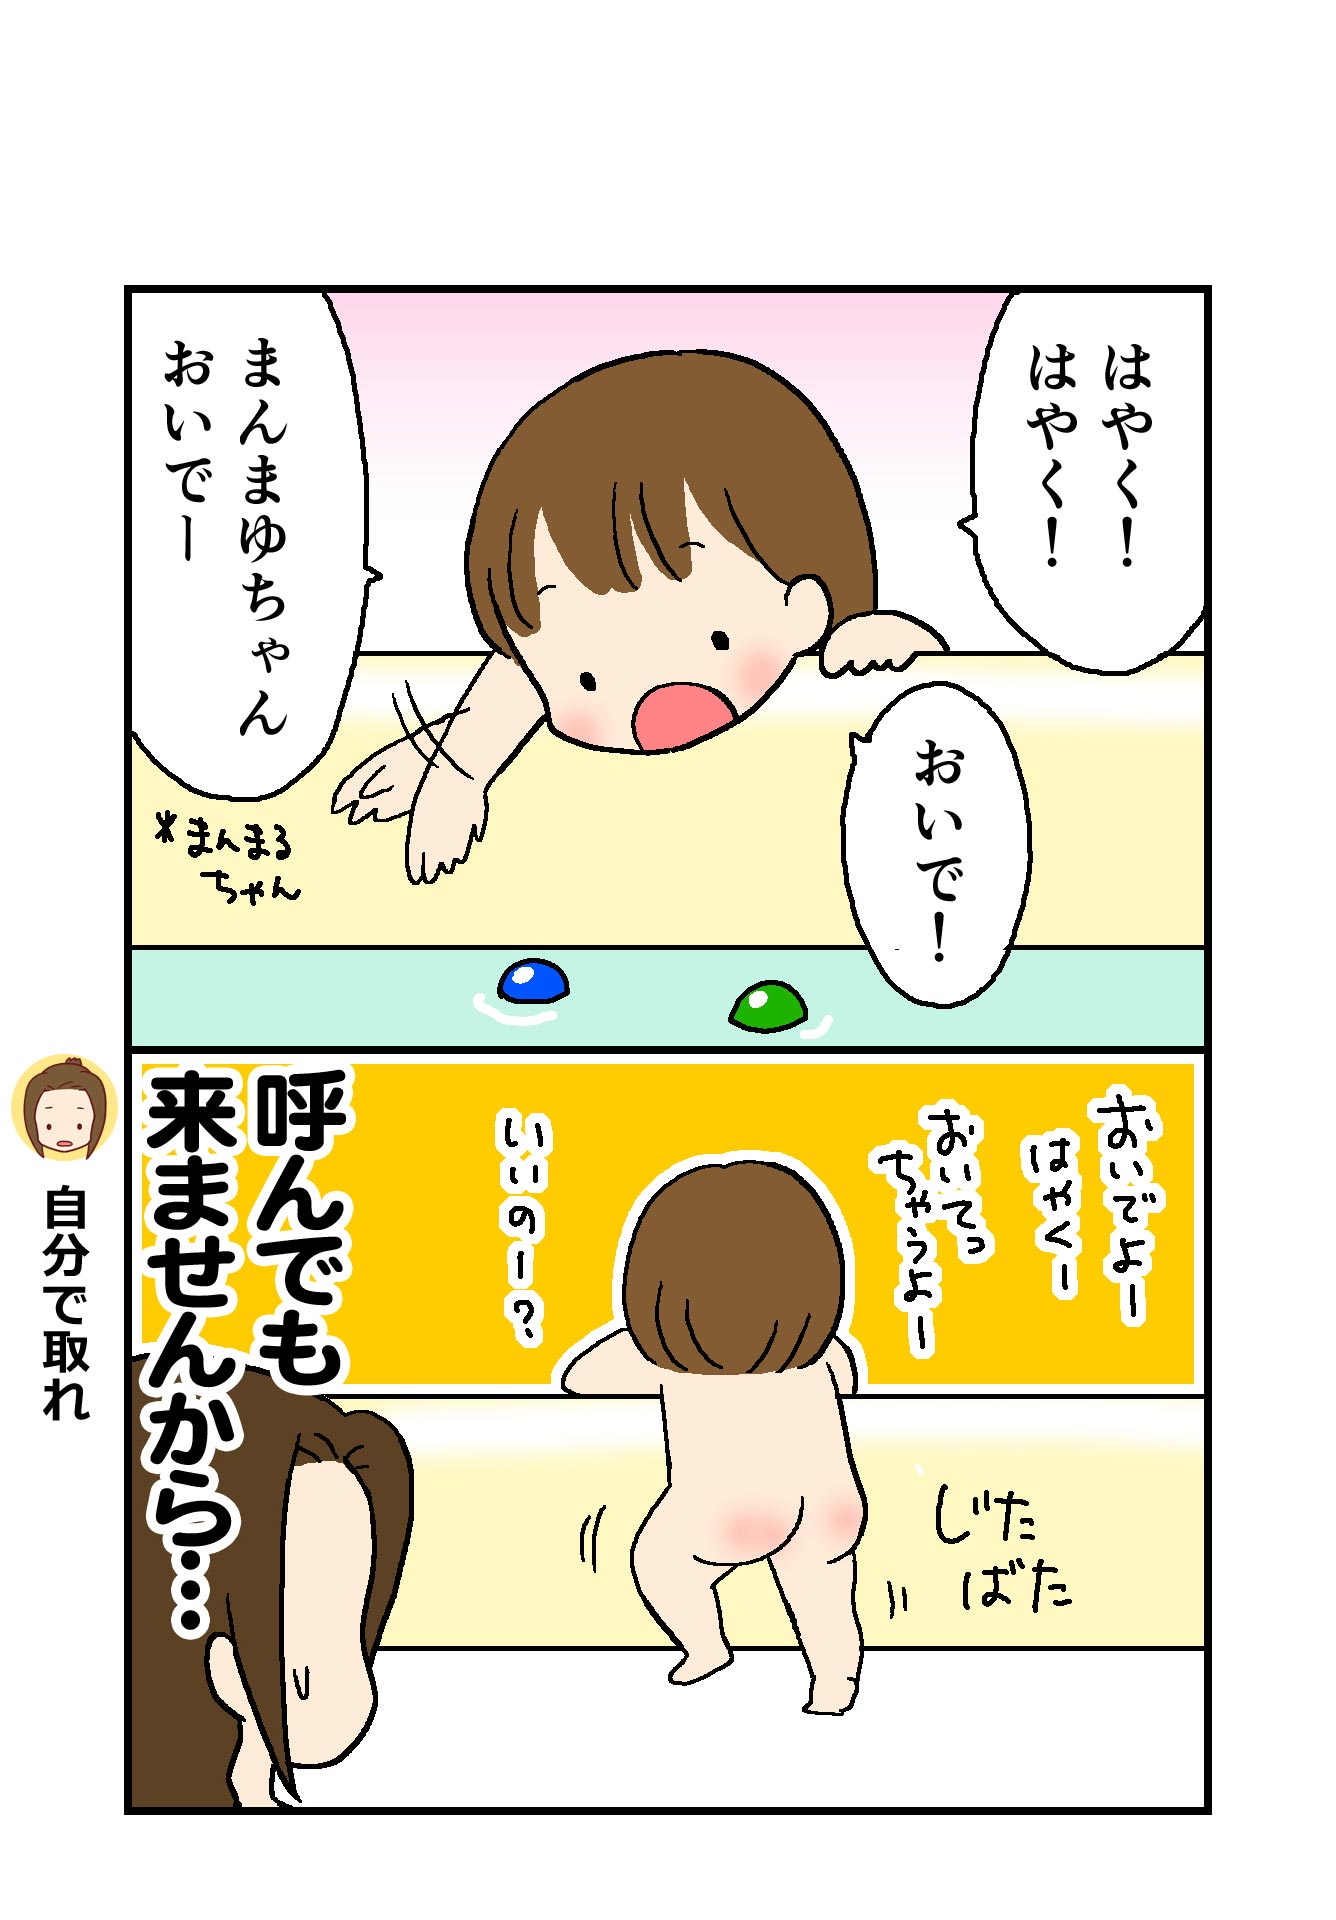 はやく！
はやく！
おいで！
まんまゆちゃん
おいでー
*まんまる
ちゃん
おいでよー
はやくー
おいてっ
ちゃうよー
いいのー？
じた
ばた
呼んでも
来ませんから…
自分で取れ